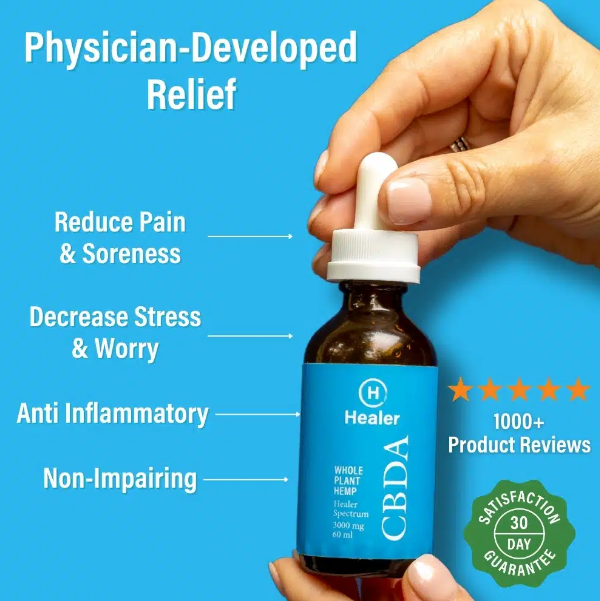 Physician-Developed
Relief
Reduce Pain
& Soreness
Decrease Stress
& Worry
Anti Inflammatory
Non-Impairing
H
Healer
WHOLE
PLANT
HEMP
Healer
Spectrum
3000 mg
60 ml
CBDA
1000+
Product Reviews
SATISFACTION
30
DAY
GUARANTEE